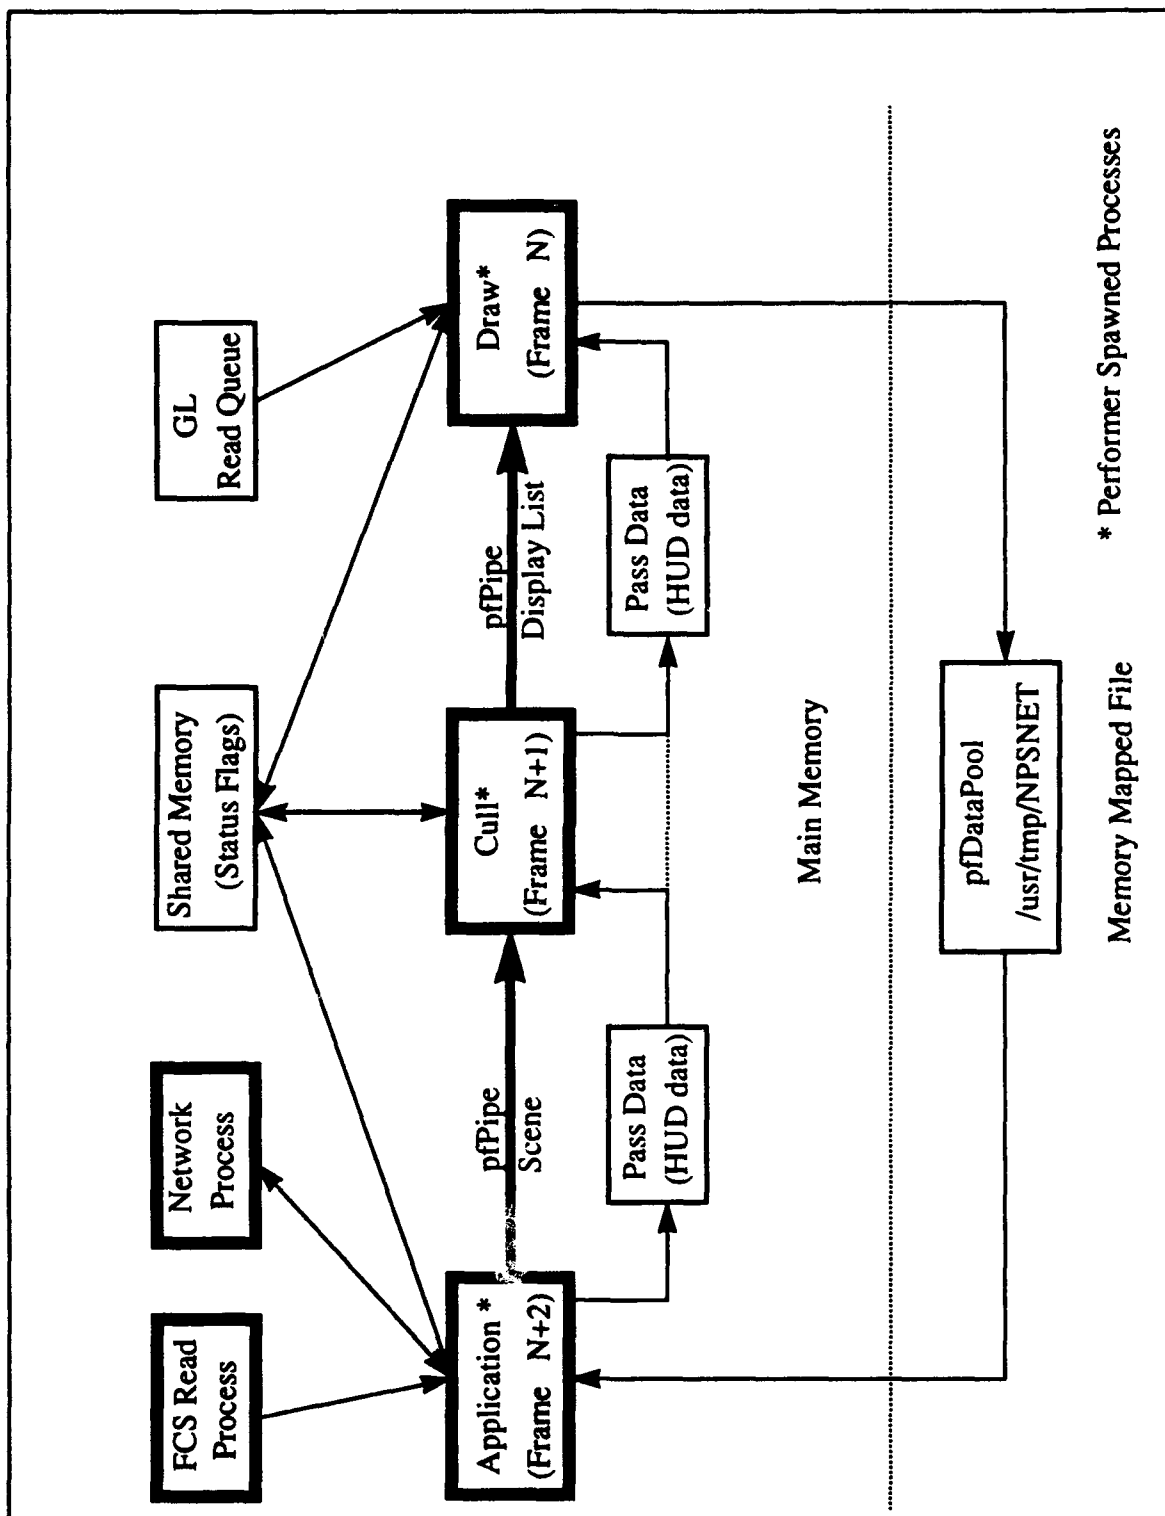 FCS Read
Process
Network
Process
Shared Memory
(Status Flags)
GL
Read Queue
Application *
(Frame N+2)
pfPipe
Scene
Cull*
(Frame N+1)
pfPipe
Display List
Draw*
(Frame N)
Pass Data
(HUD data)
Pass Data
(HUD data)
Main Memory
pfDataPool
/usr/tmp/NPSNET
Memory Mapped File
* Performer Spawned Processes